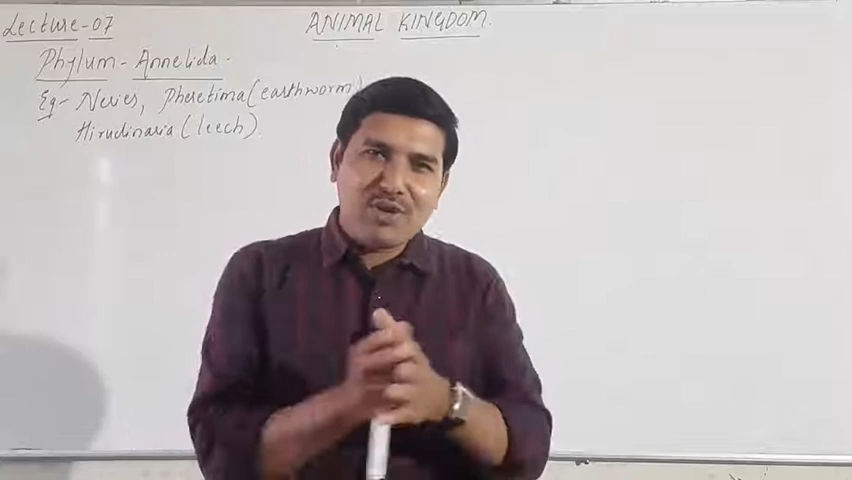 Lecture-07
ANIMAL KINGDOM.
Phylum-Annelida.
Eg- Neries, Pheretima(earthworm)
Hirudinaria(leech).